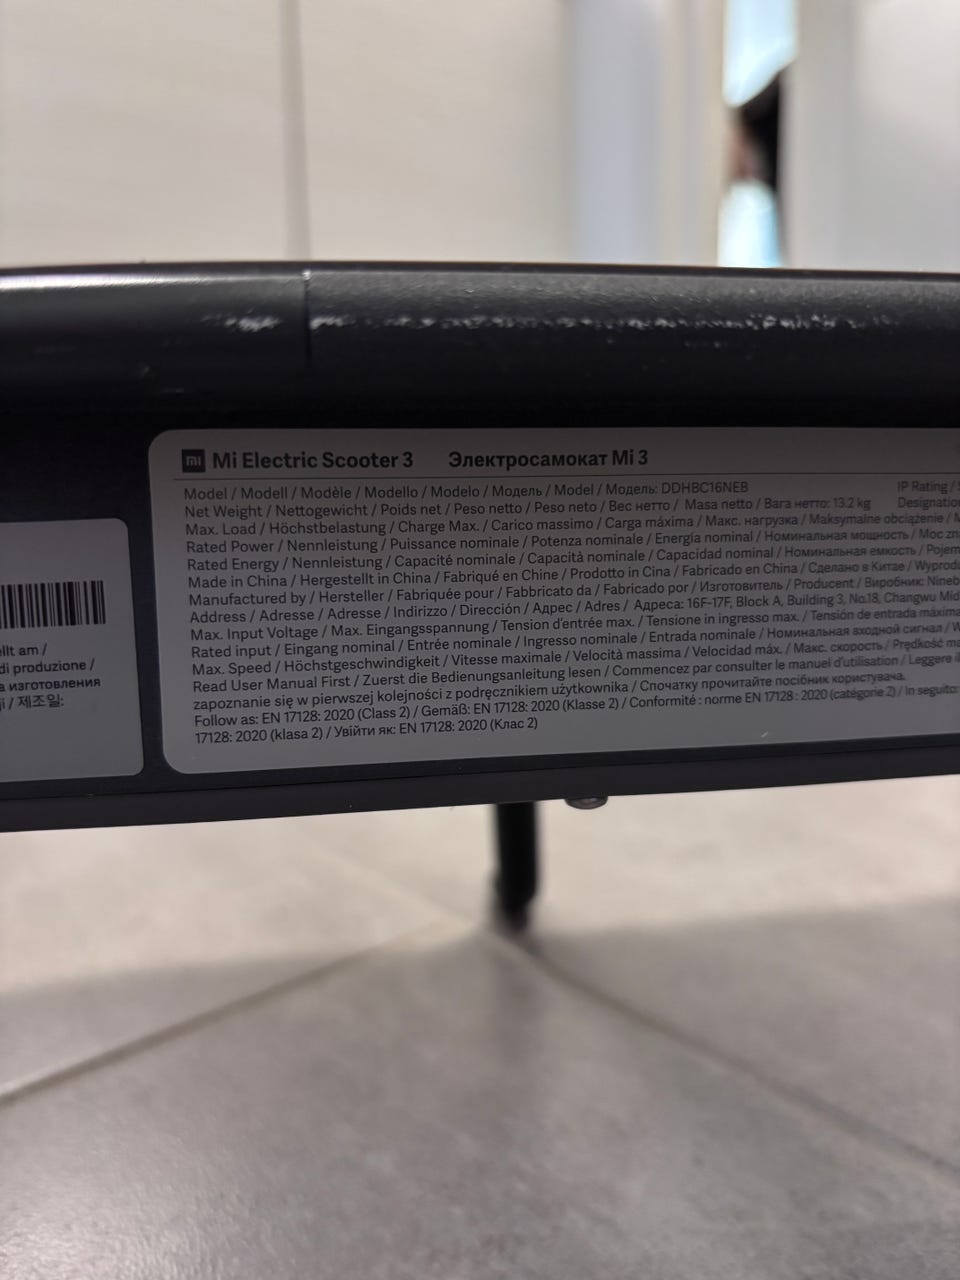 mi Mi Electric Scooter 3 Электросамокат Mi 3
Model / Modell / Modèle / Modello / Modelo / Модель / Model / Модель: DDHBC16NEB
IP Rating /
Net Weight / Nettogewicht / Poids net / Peso netto / Peso neto / Вес нетто / Masa netto / Вага нетто: 13.2 kg
Max. Load / Höchstbelastung / Charge Max. / Carico massimo / Carga máxima / Макс. нагрузка / Maksymalne obciążenie /
Rated Power / Nennleistung / Puissance nominale / Potenza nominale / Energía nominal / Номинальная мощность / Moc
Rated Energy / Nennleistung / Capacité nominale / Capacità nominale / Capacidad nominal / Номинальная емкость /
Made in China / Hergestellt in China / Fabriqué en Chine / Prodotto in Cina / Fabricado en China / Сделано в Китае /
Manufactured by / Hersteller / Fabriquée pour / Fabbricato da / Fabricado por / Изготовитель / Producent / Виробник:
Address / Adresse / Adresse / Indirizzo / Dirección / Адрес / Adres / Адреса: 16F-17F, Block A, Building 3, No.18, Changwu
Max. Input Voltage / Max. Eingangsspannung / Tension d'entrée max. / Tensione in ingresso max. / Tensión de entrada máxima
Rated input / Eingang nominal / Entrée nominale / Ingresso nominale / Entrada nominale / Номинальная входной сигнал /
Max. Speed / Höchstgeschwindigkeit / Vitesse maximale / Velocità massima / Velocidad máx. / Макс. скорость / Prędkość
Read User Manual First / Zuerst die Bedienungsanleitung lesen / Commencez par consulter le manuel d'utilisation / Leggere
zapoznanie się w pierwszej kolejności z podręcznikiem użytkownika / Спочатку прочитайте посібник користувача.
Follow as: EN 17128: 2020 (Class 2) / Gemäß: EN 17128: 2020 (Klasse 2) / Conformité : norme EN 17128 : 2020 (catégorie 2) / In seguito:
17128: 2020 (klasa 2) / Увійти як: EN 17128: 2020 (Клас 2)
am /
di produzione /
изготовления
/ 제조일: